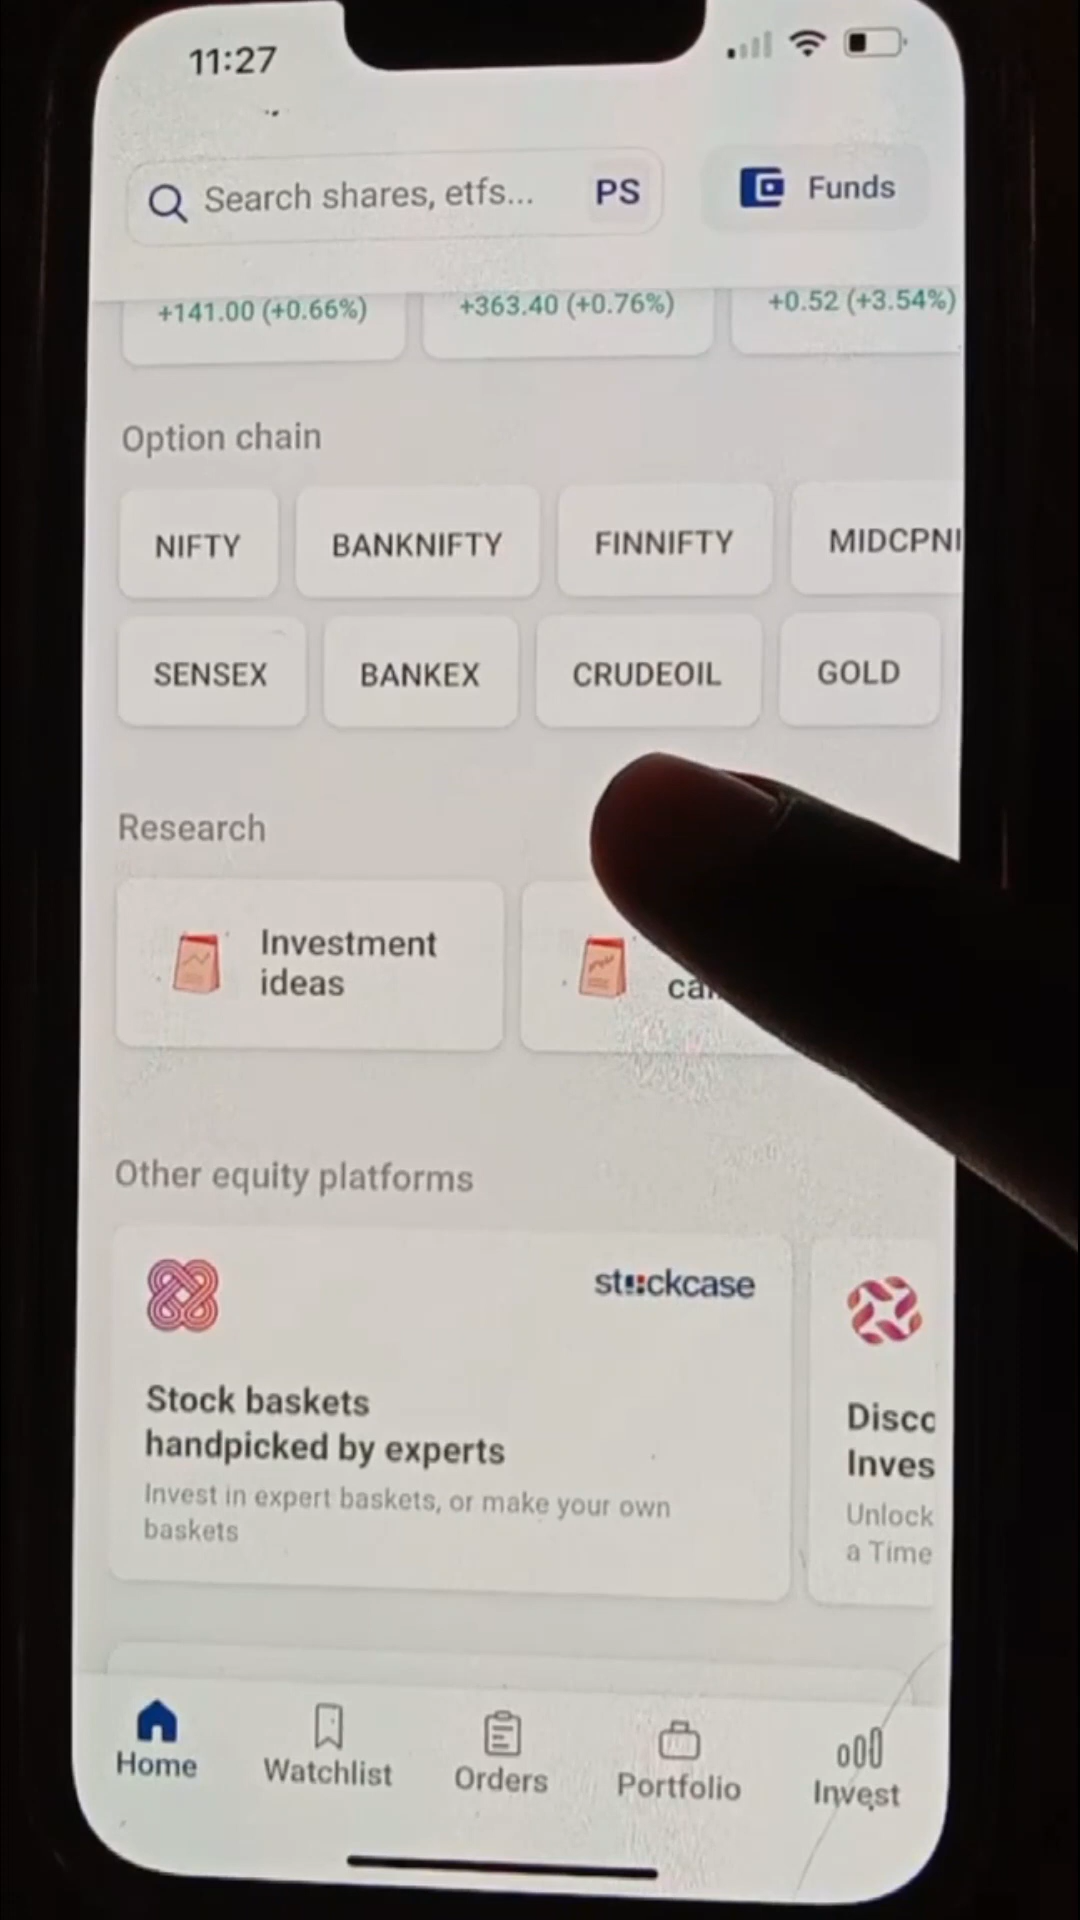 11:27
Search shares, etfs... PS
Funds
+141.00 (+0.66%) +363.40 (+0.76%) +0.52 (+3.54%)
Option chain
NIFTY BANKNIFTY FINNIFTY MIDCPNI
SENSEX BANKEX CRUDEOIL GOLD
Research
Investment
ideas
Other equity platforms
stockcase
Stock baskets
handpicked by experts
Invest in expert baskets, or make your own
baskets
Disco
Inves
Unlock
a Time
Home Watchlist Orders Portfolio Invest